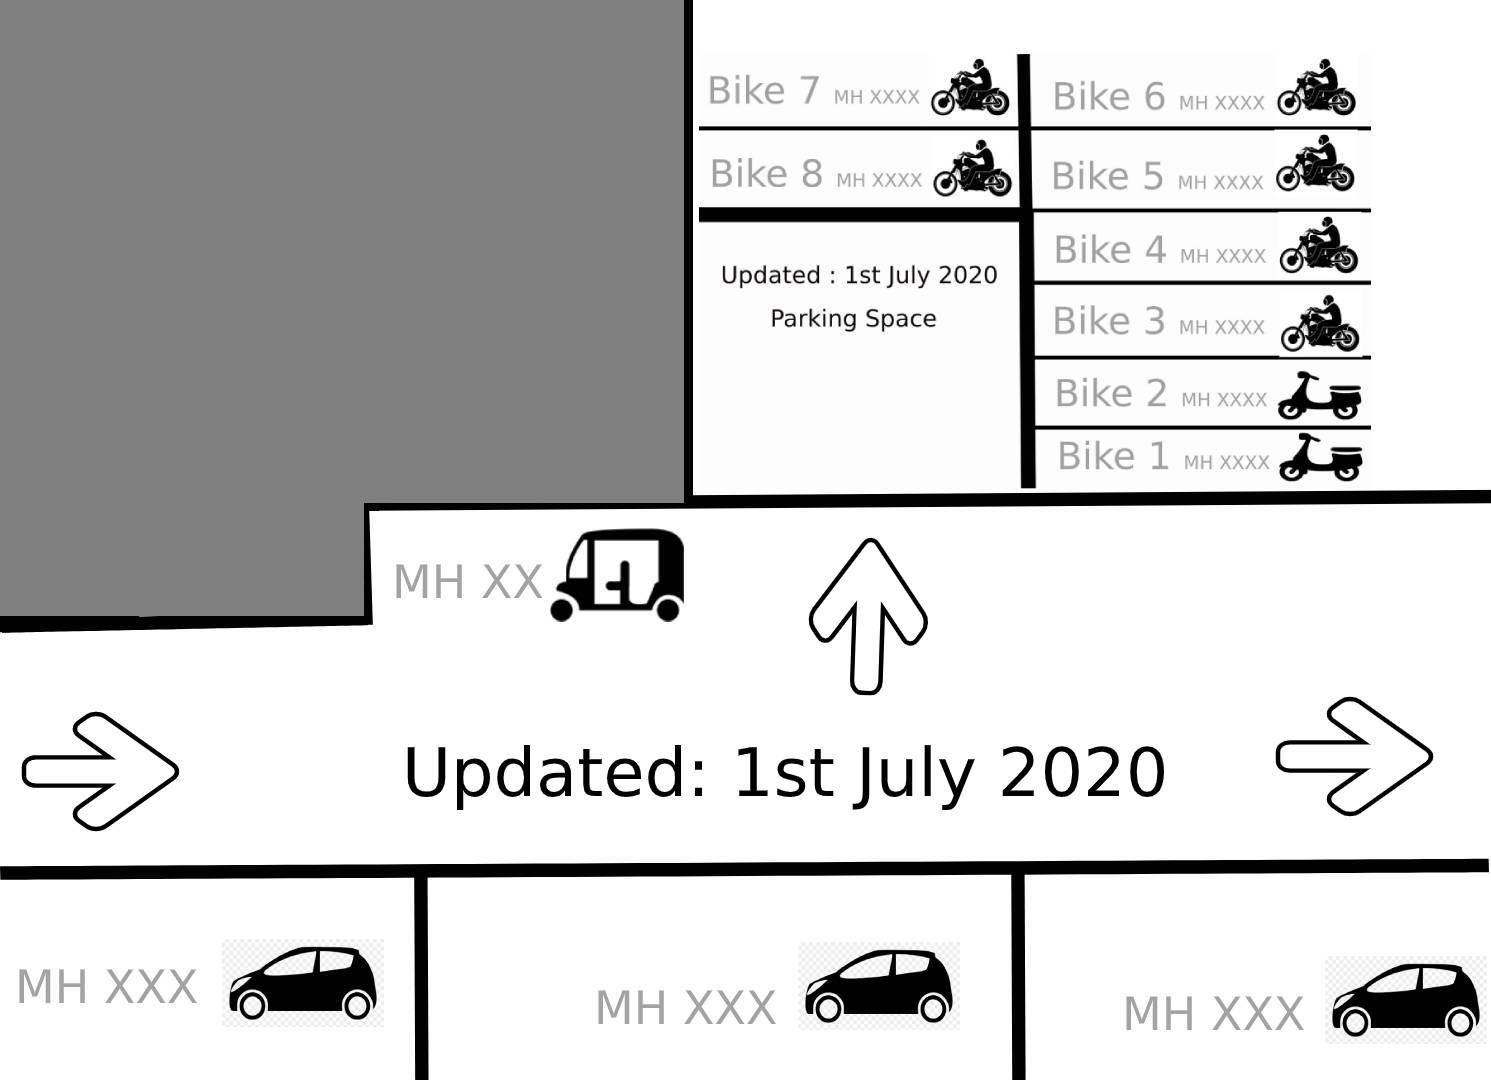 Bike 7 MH XXXX
Bike 8 MH XXXX
Updated : 1st July 2020
Parking Space
Bike 6 MH XXXX
Bike 5 MH XXXX
Bike 4 MH XXXX
Bike 3 MH XXXX
Bike 2 MH XXXX
Bike 1 MH XXXX
MH XX
Updated: 1st July 2020
MH XXX
MH XXX
MH XXX